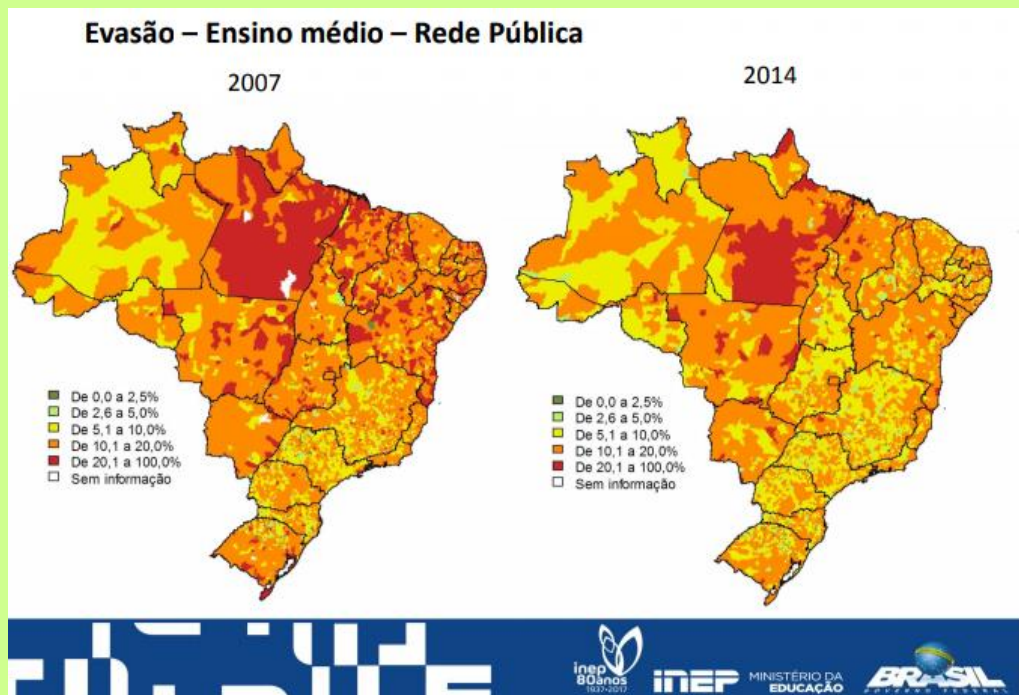 Evasão – Ensino médio – Rede Pública
2007
2014
De 0,0 a 2,5%
De 2,6 a 5,0%
De 5,1 a 10,0%
De 10,1 a 20,0%
De 20,1 a 100,0%
Sem informação
De 0,0 a 2,5%
De 2,6 a 5,0%
De 5,1 a 10,0%
De 10,1 a 20,0%
De 20,1 a 100,0%
Sem informação
inep
80anos
1937-2017
INEP
MINISTÉRIO DA
EDUCAÇÃO
BRASIL
GOVERNO FEDERAL